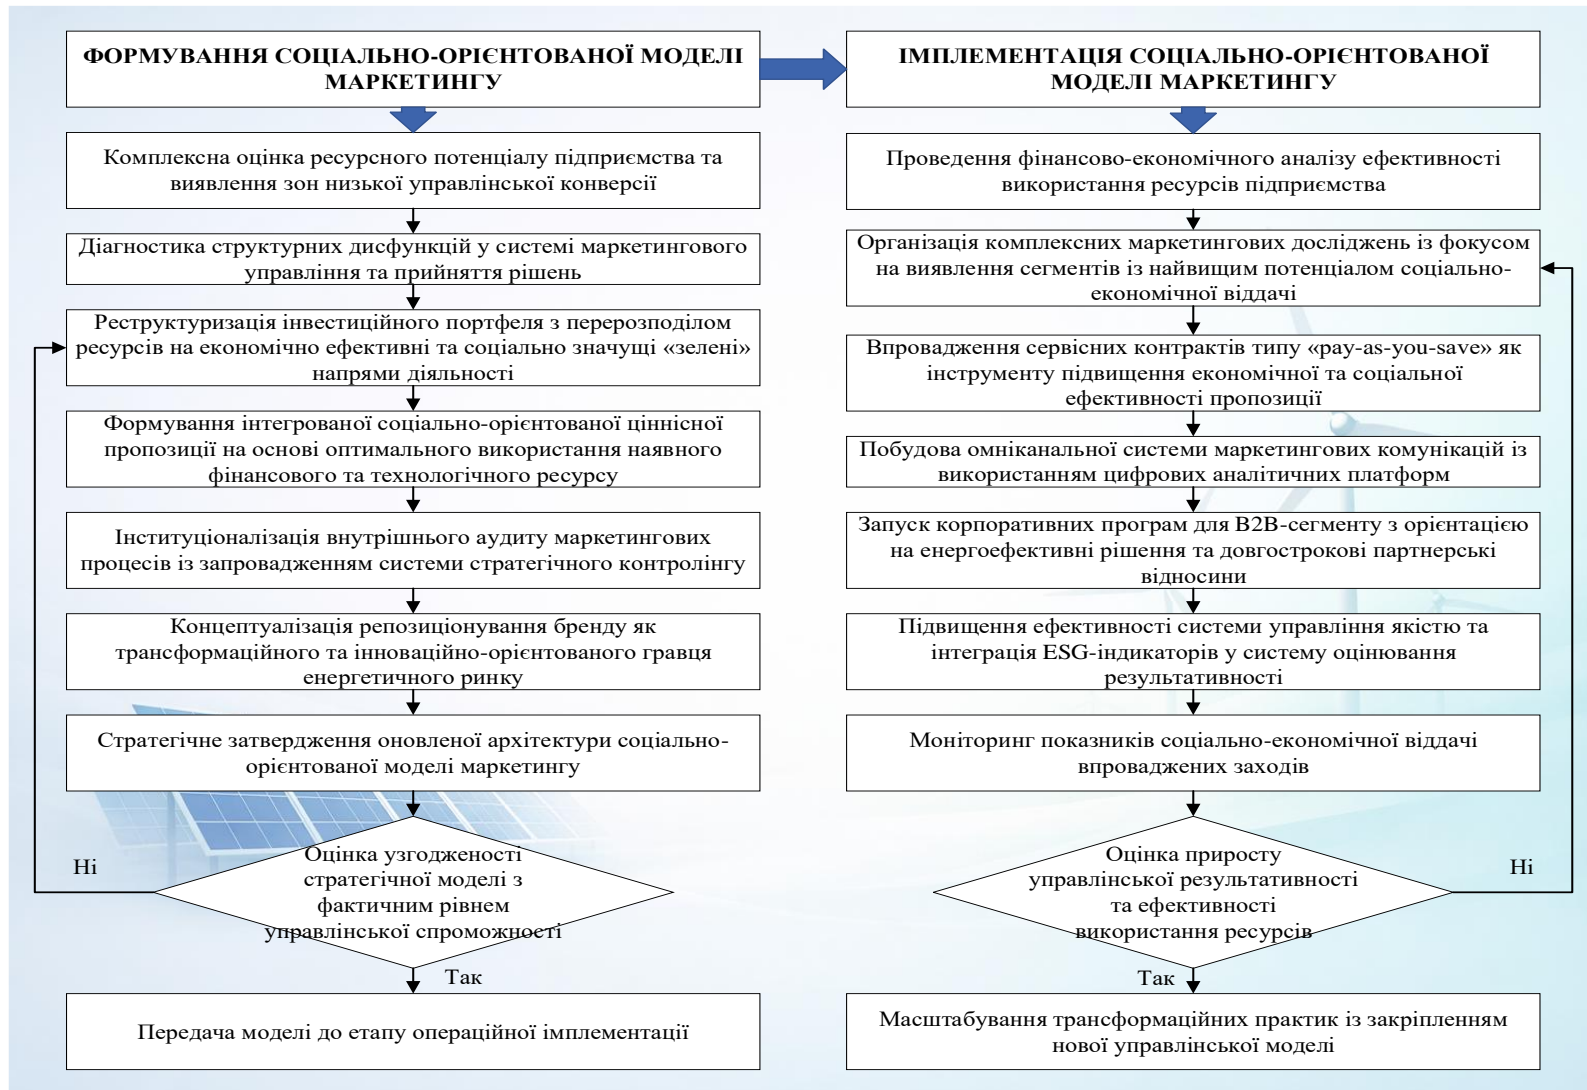 ФОРМУВАННЯ СОЦІАЛЬНО-ОРІЄНТОВАНОЇ МОДЕЛІ
МАРКЕТИНГУ
Комплексна оцінка ресурсного потенціалу підприємства та
виявлення зон низької управлінської конверсії
Діагностика структурних дисфункцій у системі маркетингового
управління та прийняття рішень
Реструктуризація інвестиційного портфеля з перерозподілом
ресурсів на економічно ефективні та соціально значущі «зелені»
напрями діяльності
Формування інтегрованої соціально-орієнтованої ціннісної
пропозиції на основі оптимального використання наявного
фінансового та технологічного ресурсу
Інституціоналізація внутрішнього аудиту маркетингових
процесів із запровадженням системи стратегічного контролінгу
Концептуалізація репозиціонування бренду як
трансформаційного та інноваційно-орієнтованого гравця
енергетичного ринку
Стратегічне затвердження оновленої архітектури соціально-
орієнтованої моделі маркетингу
Ні
Оцінка узгодженості
стратегічної моделі з
фактичним рівнем
управлінської спроможності
Так
Передача моделі до етапу операційної імплементації
ІМПЛЕМЕНТАЦІЯ СОЦІАЛЬНО-ОРІЄНТОВАНОЇ
МОДЕЛІ МАРКЕТИНГУ
Проведення фінансово-економічного аналізу ефективності
використання ресурсів підприємства
Організація комплексних маркетингових досліджень із фокусом
на виявлення сегментів із найвищим потенціалом соціально-
економічної віддачі
Впровадження сервісних контрактів типу «pay-as-you-save» як
інструменту підвищення економічної та соціальної
ефективності пропозиції
Побудова омніканальної системи маркетингових комунікацій із
використанням цифрових аналітичних платформ
Запуск корпоративних програм для B2B-сегменту з орієнтацією
на енергоефективні рішення та довгострокові партнерські
відносини
Підвищення ефективності системи управління якістю та
інтеграція ESG-індикаторів у систему оцінювання
результативності
Моніторинг показників соціально-економічної віддачі
впроваджених заходів
Оцінка приросту
управлінської результативності
та ефективності
використання ресурсів
Ні
Так
Масштабування трансформаційних практик із закріпленням
нової управлінської моделі